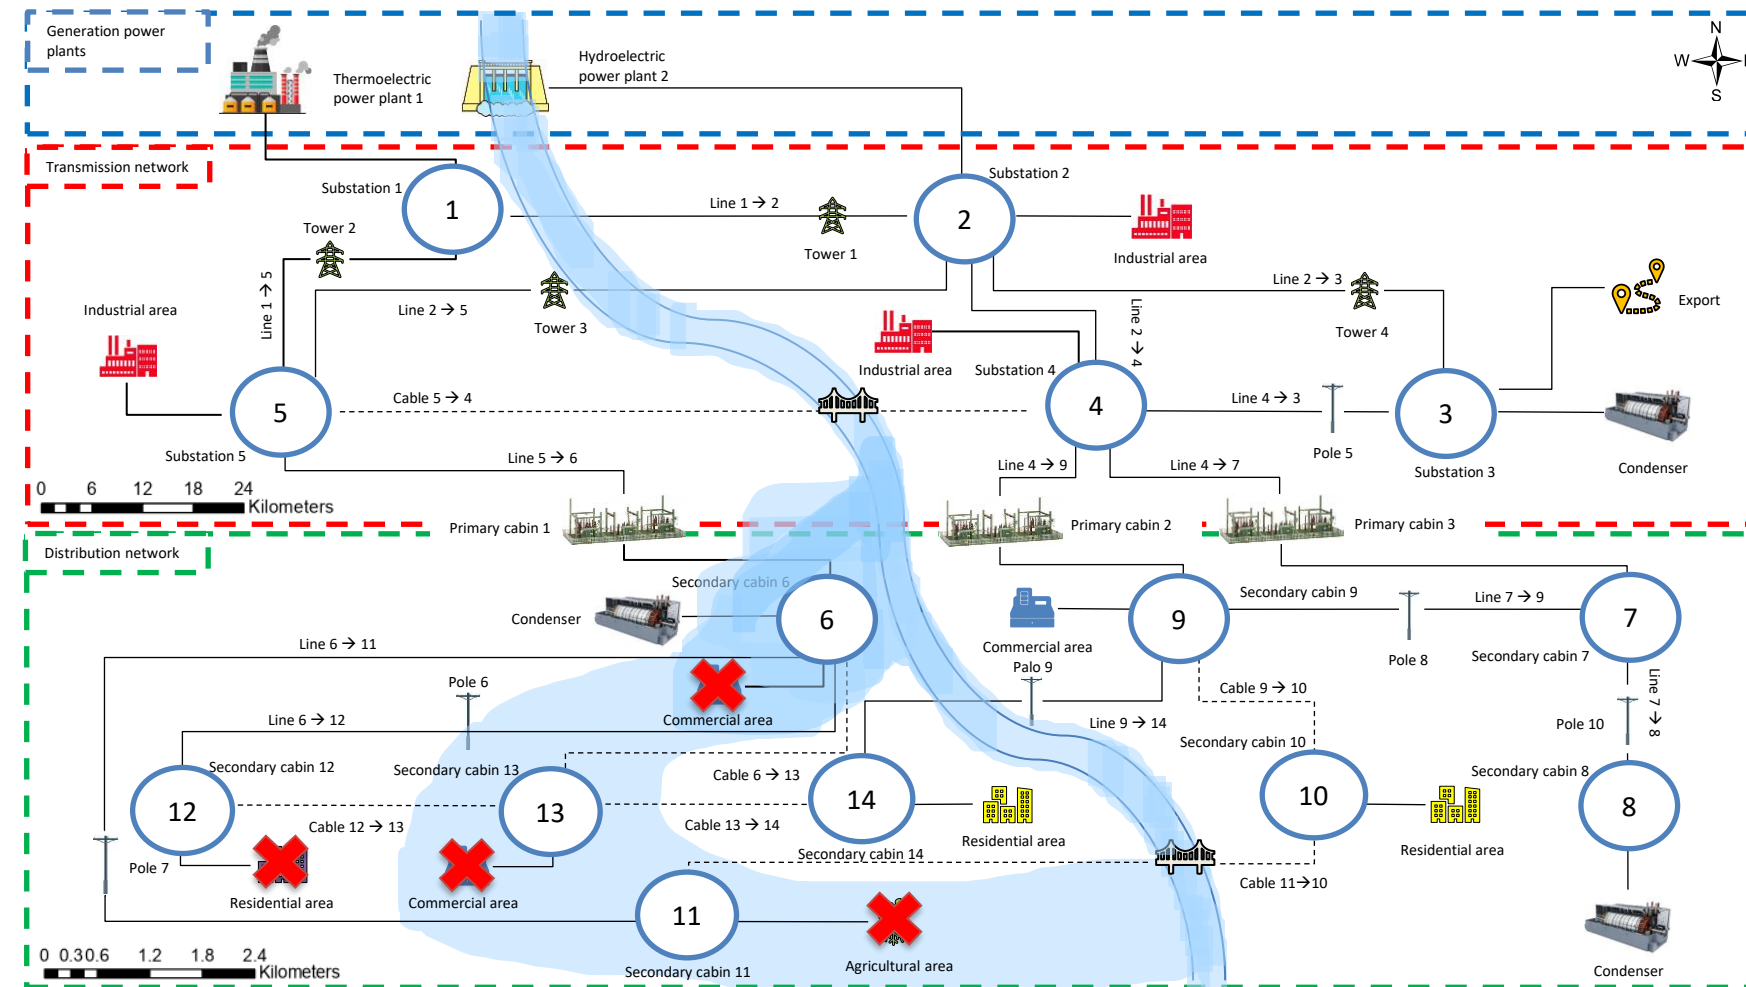 Generation power
plants
Thermoelectric
power plant 1
Hydroelectric
power plant 2
N
W
S
Transmission network
Substation 1
1
Substation 2
2
Line 1 → 2
Tower 1
Tower 2
Line 1 → 5
Line 2 → 5
Tower 3
Industrial area
Line 2 → 3
Tower 4
Export
Line 2 → 4
Industrial area
Industrial area
Substation 4
4
Cable 5 → 4
5
Substation 5
Line 4 → 3
Pole 5
3
Substation 3
Condenser
Line 5 → 6
Line 4 → 9
Line 4 → 7
0 6 12 18 24
Kilometers
Primary cabin 1
Primary cabin 2
Primary cabin 3
Distribution network
Secondary cabin 6
6
Condenser
Commercial area
Line 6 → 11
Pole 6
Line 6 → 12
Commercial area
9
Secondary cabin 9
Line 7 → 9
Pole 8
7
Secondary cabin 7
Palo 9
Line 9 → 14
Cable 9 → 10
Line 7 → 8
Pole 10
Secondary cabin 12
12
Secondary cabin 13
13
Cable 6 → 13
Cable 12 → 13
Cable 13 → 14
14
Secondary cabin 14
Residential area
Secondary cabin 10
10
Residential area
Secondary cabin 8
8
Pole 7
Residential area
Commercial area
11
Secondary cabin 11
Agricultural area
Cable 11→10
Condenser
0 0.3 0.6 1.2 1.8 2.4
Kilometers